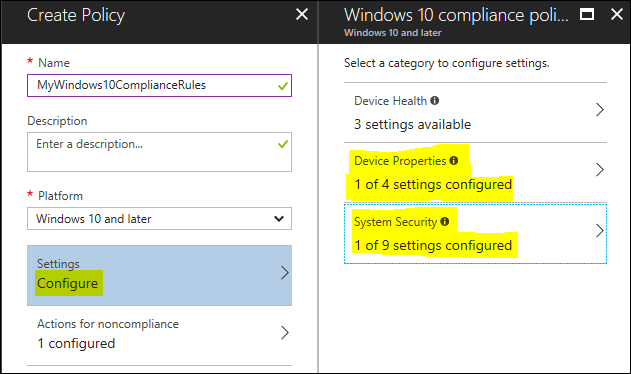 Create Policy
* Name
MyWindows10ComplianceRules
Description
Enter a description...
* Platform
Windows 10 and later
Settings
Configure
Actions for noncompliance
1 configured
Windows 10 compliance poli...
Windows 10 and later
Select a category to configure settings.
Device Health
3 settings available
Device Properties
1 of 4 settings configured
System Security
1 of 9 settings configured